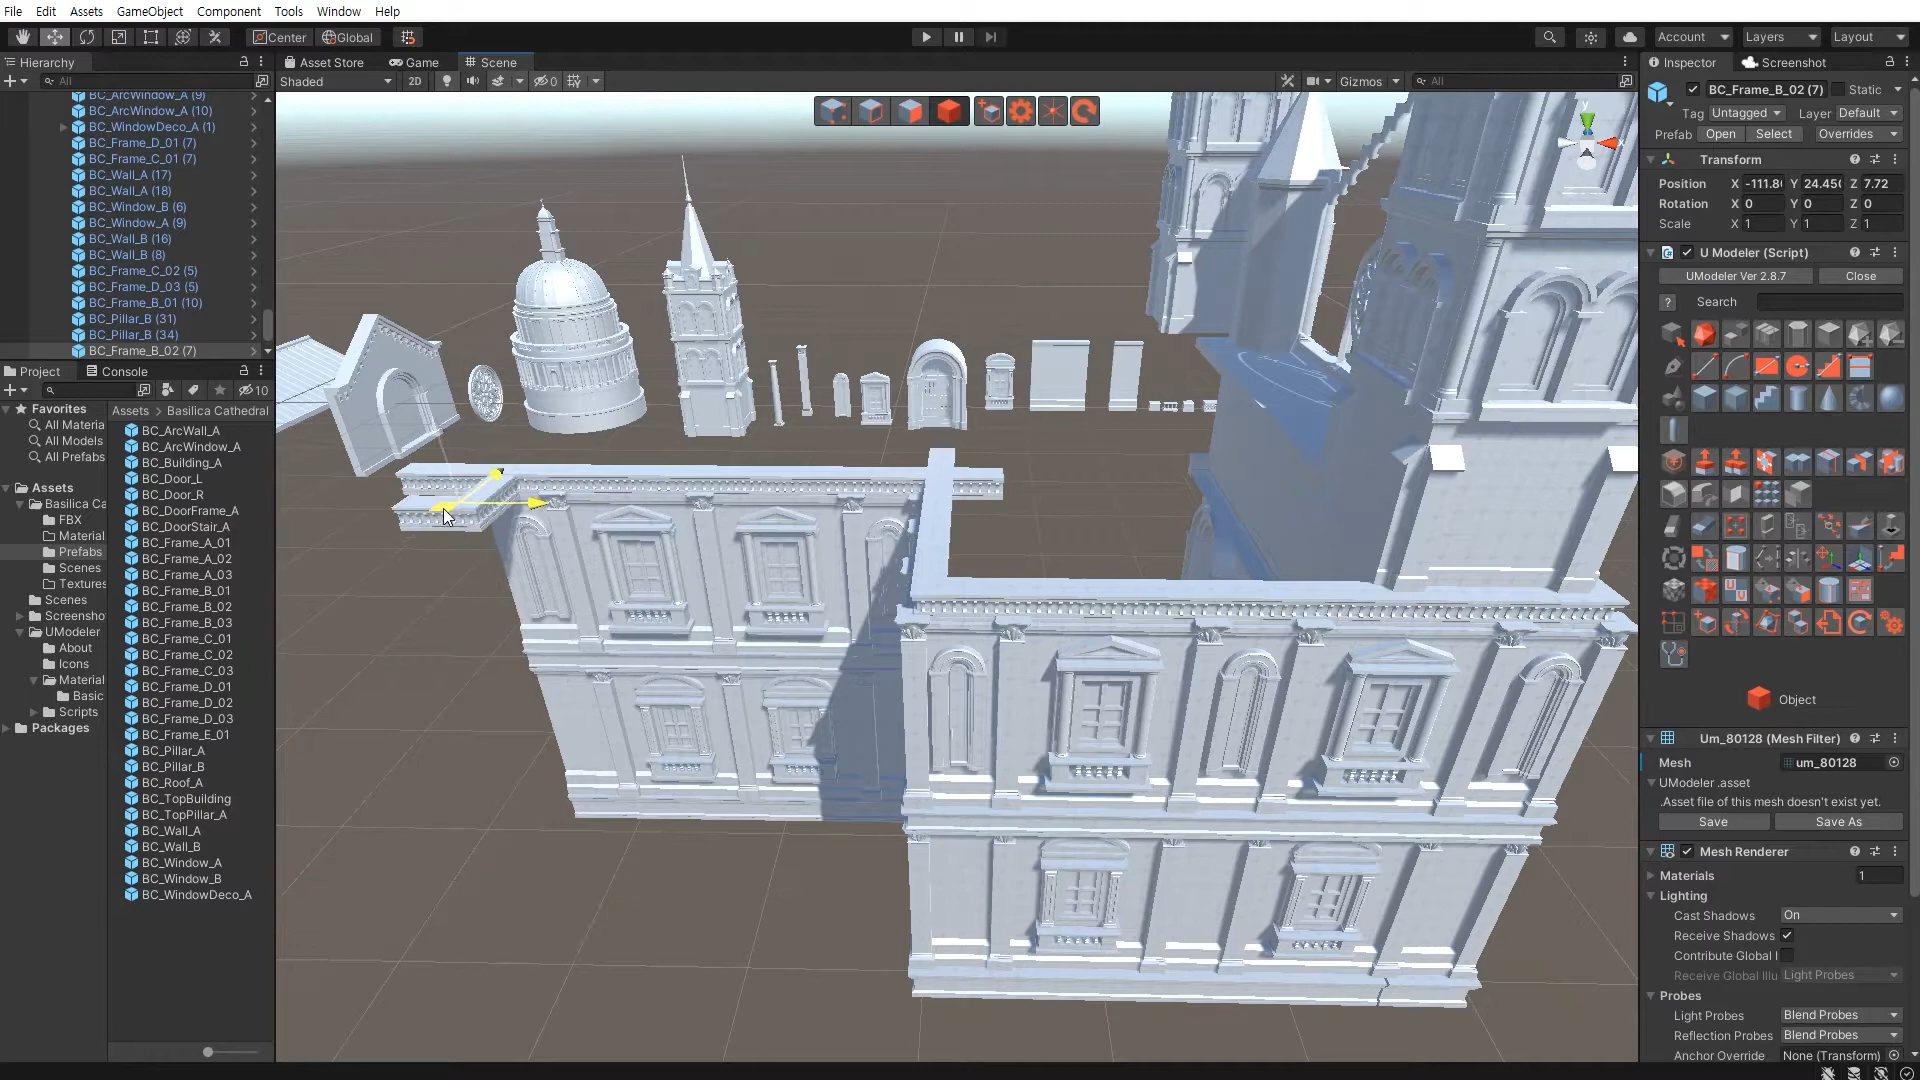 File Edit Assets GameObject Component Tools Window Help
Center Global Account Layers Layout
Hierarchy Asset Store Game Scene Inspector Screenshot
All Shaded 2D 0 Gizmos All
BC_ArcWindow_A (9)
BC_ArcWindow_A (10)
BC_WindowDeco_A (1)
BC_Frame_D_01 (7)
BC_Frame_C_01 (7)
BC_Wall_A (17)
BC_Wall_A (18)
BC_Window_B (6)
BC_Window_A (9)
BC_Wall_B (16)
BC_Wall_B (8)
BC_Frame_C_02 (5)
BC_Frame_D_03 (5)
BC_Frame_B_01 (10)
BC_Pillar_B (31)
BC_Pillar_B (34)
BC_Frame_B_02 (7)
Project Console
10
Favorites
All Materia
All Models
All Prefabs
Assets
Basilica Ca
FBX
Material
Prefabs
Scenes
Textures
Scenes
Screensho
UModeler
About
Icons
Material
Basic
Scripts
Packages
Assets > Basilica Cathedral
BC_ArcWall_A
BC_ArcWindow_A
BC_Building_A
BC_Door_L
BC_Door_R
BC_DoorFrame_A
BC_DoorStair_A
BC_Frame_A_01
BC_Frame_A_02
BC_Frame_A_03
BC_Frame_B_01
BC_Frame_B_02
BC_Frame_B_03
BC_Frame_C_01
BC_Frame_C_02
BC_Frame_C_03
BC_Frame_D_01
BC_Frame_D_02
BC_Frame_D_03
BC_Frame_E_01
BC_Pillar_A
BC_Pillar_B
BC_Roof_A
BC_TopBuilding
BC_TopPillar_A
BC_Wall_A
BC_Wall_B
BC_Window_A
BC_Window_B
BC_WindowDeco_A
y
x
BC_Frame_B_02 (7) Static
Tag Untagged Layer Default
Prefab Open Select Overrides
Transform
Position X -111.8 Y 24.45 Z 7.72
Rotation X 0 Y 0 Z 0
Scale X 1 Y 1 Z 1
U Modeler (Script)
UModeler Ver 2.8.7 Close
? Search
Object
Um_80128 (Mesh Filter)
Mesh um_80128
UModeler .asset
.Asset file of this mesh doesn't exist yet.
Save Save As
Mesh Renderer
Materials 1
Lighting
Cast Shadows On
Receive Shadows
Contribute Global I
Receive Global Illu Light Probes
Probes
Light Probes Blend Probes
Reflection Probes Blend Probes
Anchor Override None (Transform)